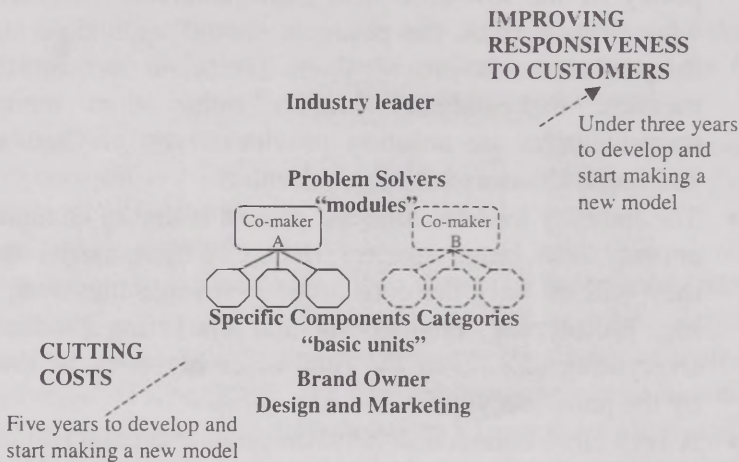 IMPROVING
RESPONSIVENESS
TO CUSTOMERS
Industry leader
Under three years
to develop and
start making a
new model
Problem Solvers
“modules”
Co-maker
A
Co-maker
B
Specific Components Categories
“basic units”
CUTTING
COSTS
Brand Owner
Design and Marketing
Five years to develop and
start making a new model